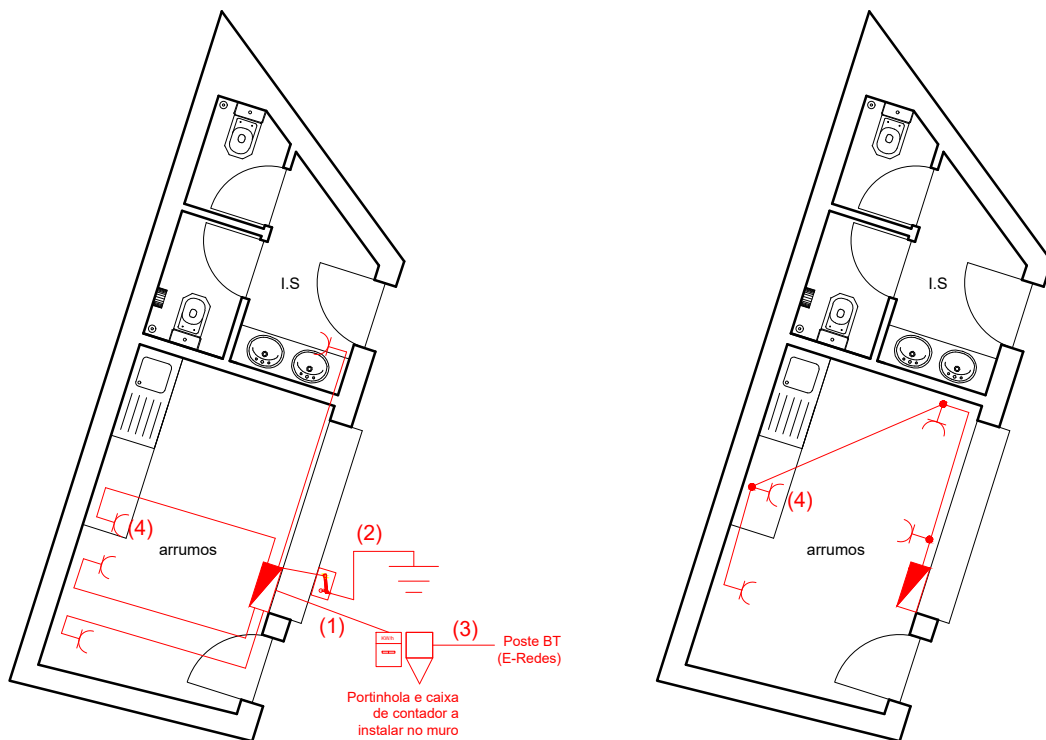 I.S
(4)
arrumos
(2)
(1)
(3)
Poste BT
(E-Redes)
Portinhola e caixa
de contador a
instalar no muro
I.S
(4)
arrumos